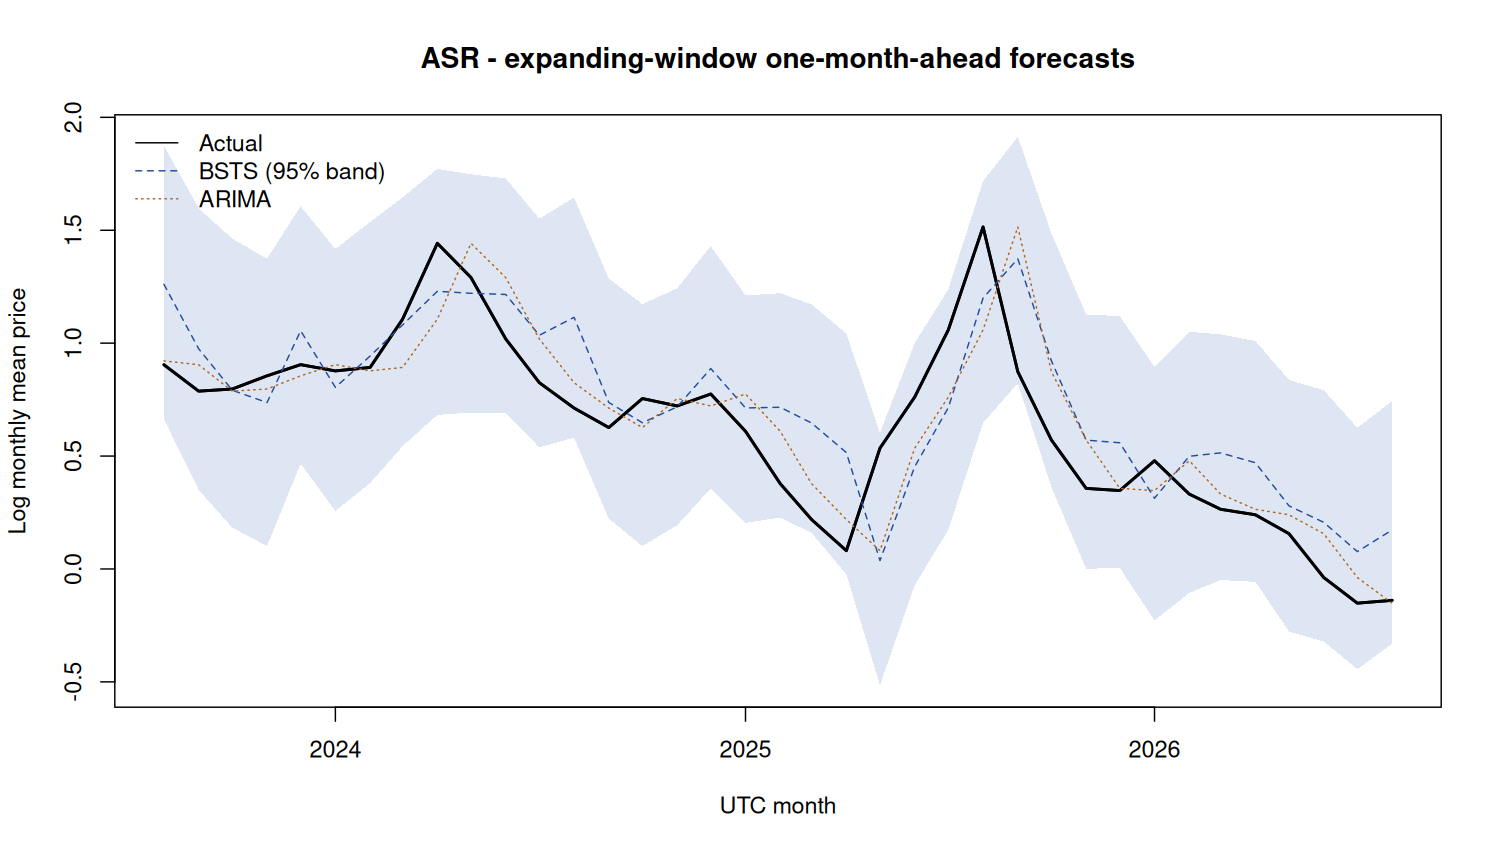 ASR - expanding-window one-month-ahead forecasts
Actual
BSTS (95% band)
ARIMA
Log monthly mean price
2.0
1.5
1.0
0.5
0.0
-0.5
2024
2025
2026
UTC month